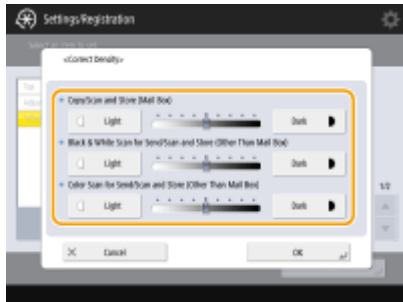 Settings/Registration
Select an item to set.
<Correct Density>
Copy/Scan and Store (Mail Box)
Light
Dark
Black & White Scan for Send/Scan and Store (Other Than Mail Box)
Light
Dark
Color Scan for Send/Scan and Store (Other Than Mail Box)
Light
Dark
1/2
Cancel
OK